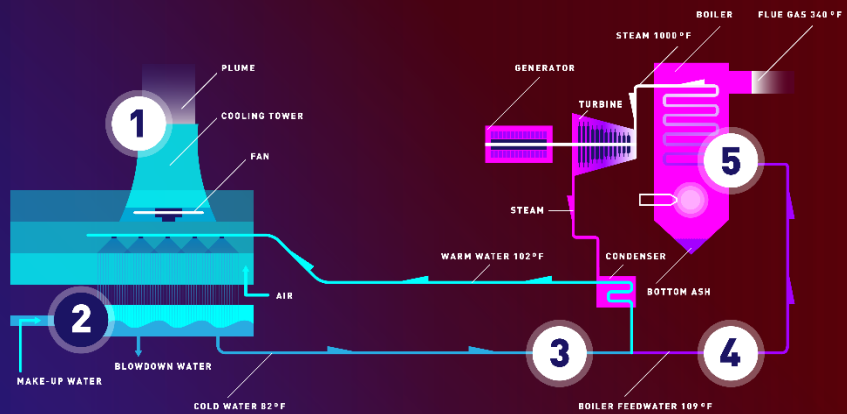 BOILER
FLUE GAS 340 °F
STEAM 1000 °F
PLUME
GENERATOR
TURBINE
1
COOLING TOWER
FAN
5
STEAM
WARM WATER 102°F
CONDENSER
BOTTOM ASH
AIR
2
3
4
BLOWDOWN WATER
MAKE-UP WATER
COLD WATER 82°F
BOILER FEEDWATER 109 °F